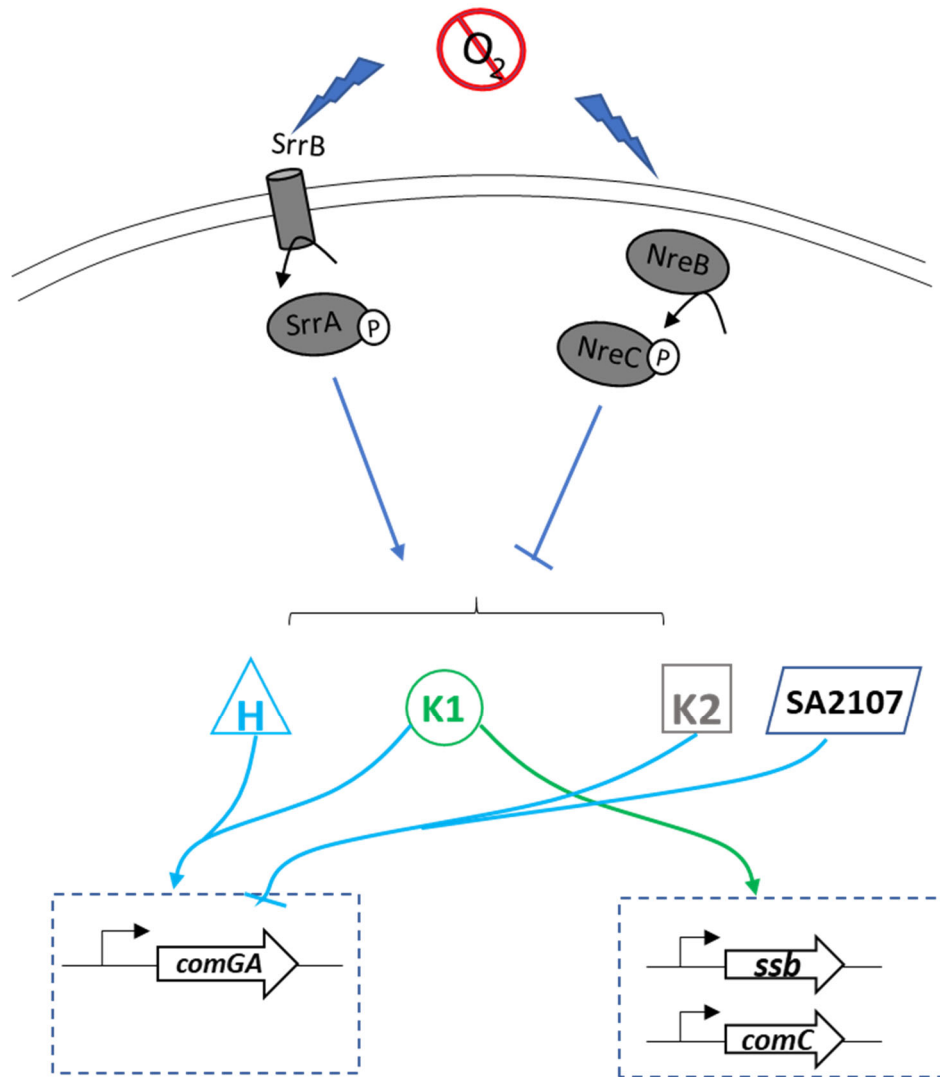 O2
SrrB
NreB
SrrA P
NreC P
H K1 K2 SA2107
comGA
ssb
comC